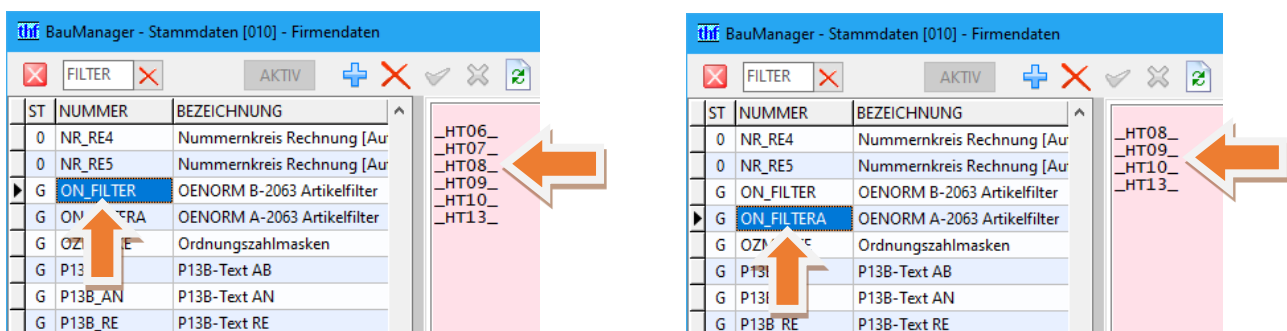 thf BauManager - Stammdaten [010] - Firmendaten
FILTER AKTIV
ST NUMMER BEZEICHNUNG
0 NR_RE4 Nummernkreis Rechnung [Au
0 NR_RE5 Nummernkreis Rechnung [Au
G ON_FILTER OENORM B-2063 Artikelfilter
G OENORM A-2063 Artikelfilter
G Ordnungszahlmasken
G P13B-Text AB
G P13B_AN P13B-Text AN
G P13B_RE P13B-Text RE
_HT06_
_HT07_
_HT08_
_HT09_
_HT10_
_HT13_
thf BauManager - Stammdaten [010] - Firmendaten
FILTER AKTIV
ST NUMMER BEZEICHNUNG
0 NR_RE4 Nummernkreis Rechnung [Au
0 NR_RE5 Nummernkreis Rechnung [Au
G ON_FILTER OENORM B-2063 Artikelfilter
G ON_FILTERA OENORM A-2063 Artikelfilter
G Ordnungszahlmasken
G P13B-Text AB
G P13B-Text AN
G P13B_RE P13B-Text RE
_HT08_
_HT09_
_HT10_
_HT13_